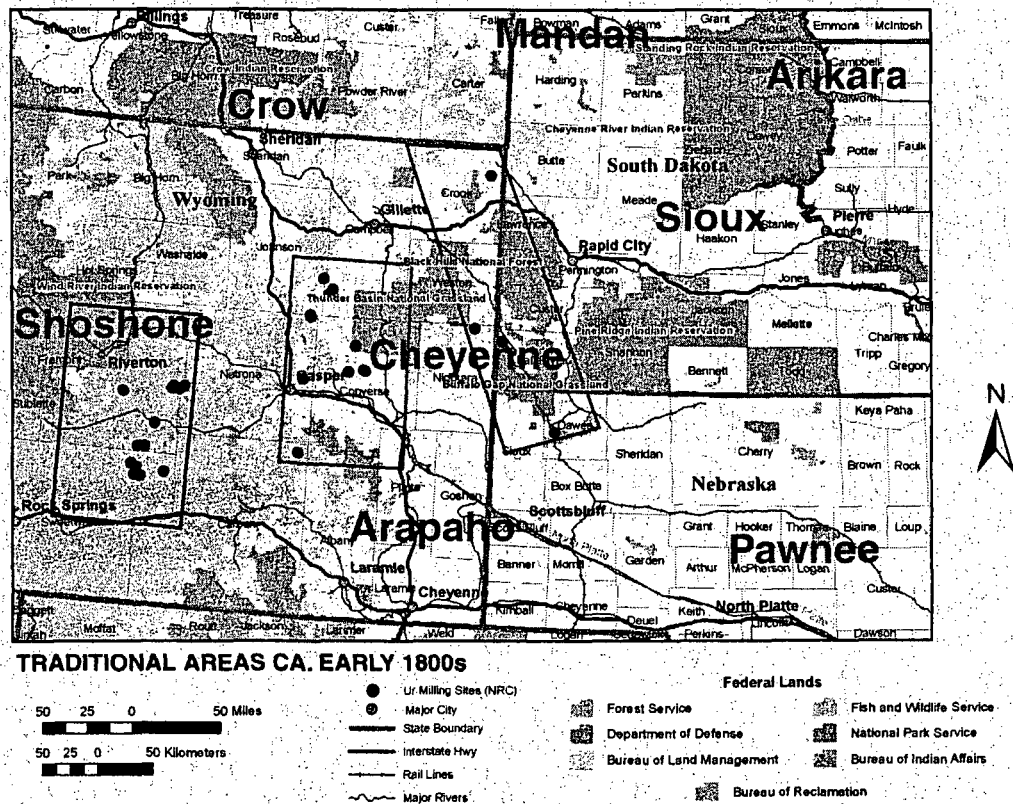 Billings
Treasure
Custer
Fall
Bowman
Adams
Grant
Sioux
Emmons
McIntosh
Stillwater
Yellowstone
Rosebud
Mandan
Standing Rock Indian Reservation
Campbell
Big Horn
Crow Indian Reservation
Carter
Harding
Corson
Arikara
Carbon
Powder River
Perkins
Walworth
Crow
Sheridan
Cheyenne River Indian Reservation
Dewey
Sheridan
Butte
Ziebach
Potter
Faulk
South Dakota
Park
Big Horn
Crook
Meade
Sully
Wyoming
Gillette
Sioux
Pierre
Hyde
Campbell
Lawrence
Stanley
Hughes
Haakon
Johnson
Rapid City
Washakie
Black Hills National Forest
Pennington
Hot Springs
Jones
Wind River Indian Reservation
Weston
Lyman
Thunder Basin National Grassland
Custer
Jackson
Shoshone
Pine Ridge Indian Reservation
Mellette
Cheyenne
Shannon
Tripp
Fremont
Riverton
Bennett
Todd
Gregory
Natrona
Casper
Niobrara
Buffalo Gap National Grassland
Sublette
Converse
Keya Paha
Dawes
Sioux
Sheridan
Cherry
Brown
Rock
Platte
Goshen
Box Butte
Nebraska
Rock Springs
Scottsbluff
Arapaho
Grant
Hooker
Thomas
Blaine
Loup
Albany
Pawnee
Banner
Morrill
Garden
Arthur
McPherson
Logan
Laramie
Laramie
Custer
Cheyenne
Kimball
Cheyenne
Keith
North Platte
Deuel
Lincoln
Moffat
Routt
Jackson
Larimer
Weld
Logan
Sedgwick
Perkins
Dawson
N
TRADITIONAL AREAS CA. EARLY 1800s
50 25 0 50 Miles
50 25 0 50 Kilometers
Ur Milling Sites (NRC)
Major City
State Boundary
Interstate Hwy
Rail Lines
Major Rivers
Federal Lands
Forest Service
Fish and Wildlife Service
Department of Defense
National Park Service
Bureau of Land Management
Bureau of Indian Affairs
Bureau of Reclamation